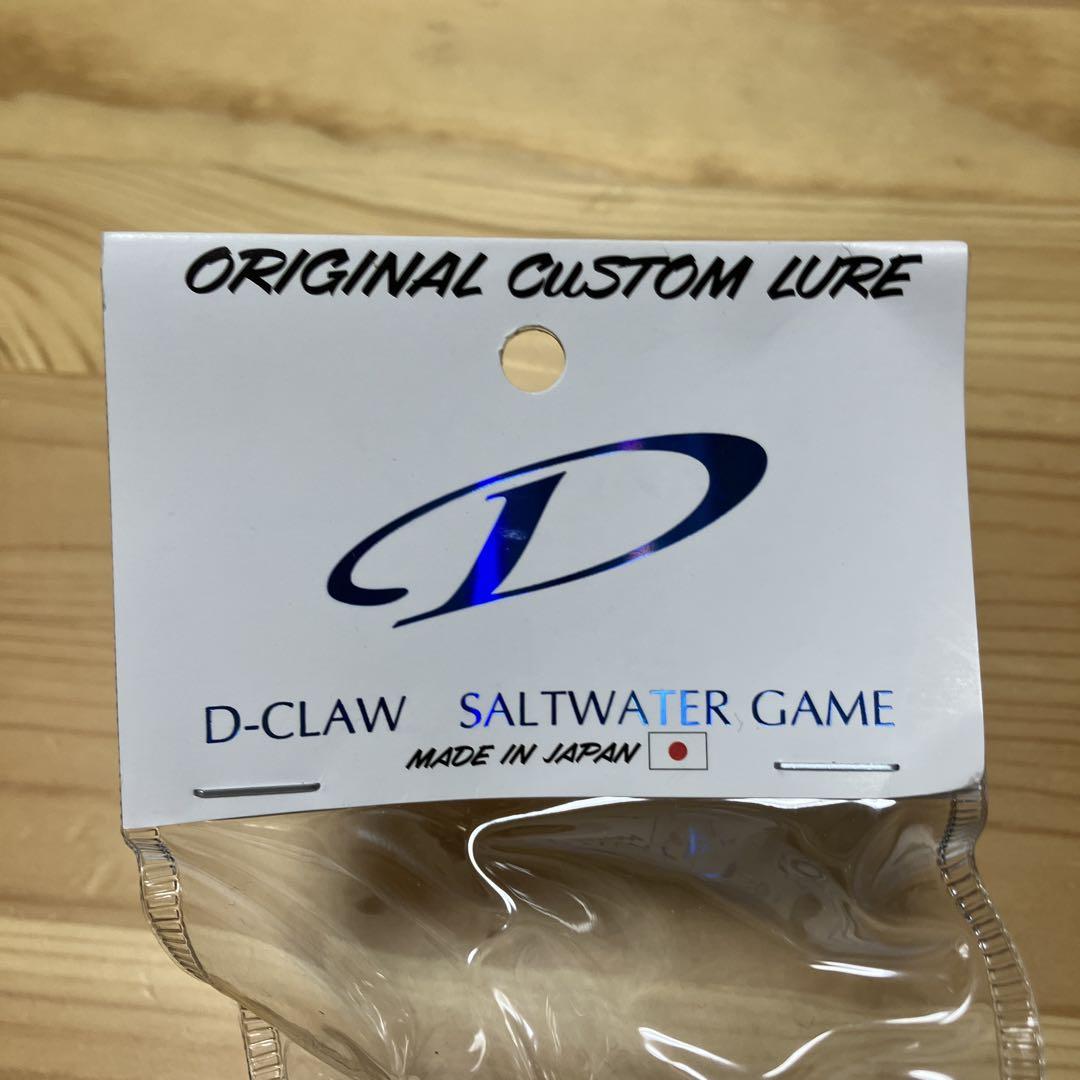 ORIGINAL CuSTOM LURE
D
D-CLAW SALTWATER GAME
MADE IN JAPAN